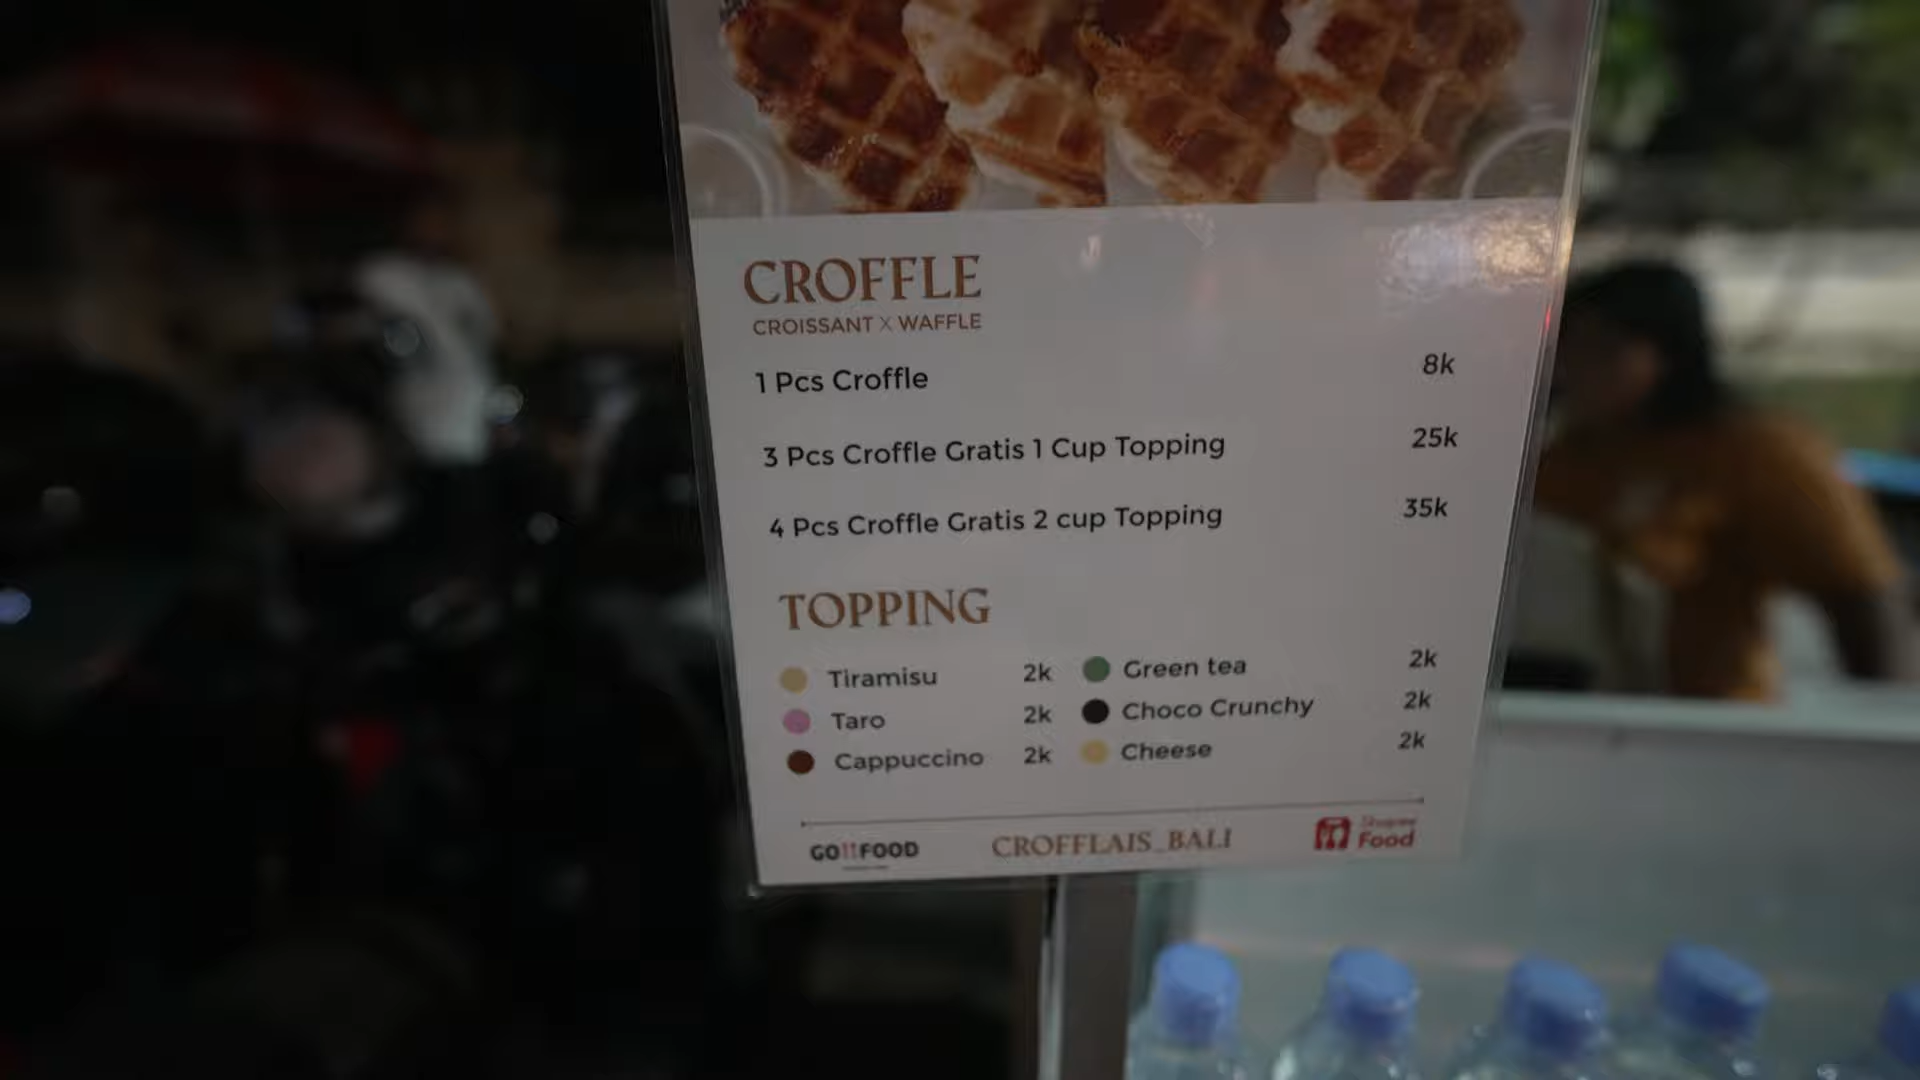 CROFFLE
CROISSANT X WAFFLE
1 Pcs Croffle 8k
3 Pcs Croffle Gratis 1 Cup Topping 25k
4 Pcs Croffle Gratis 2 cup Topping 35k
TOPPING
Tiramisu 2k Green tea 2k
Taro 2k Choco Crunchy 2k
Cappuccino 2k Cheese 2k
GO FOOD CROFFLAIS_BALI Shopee Food